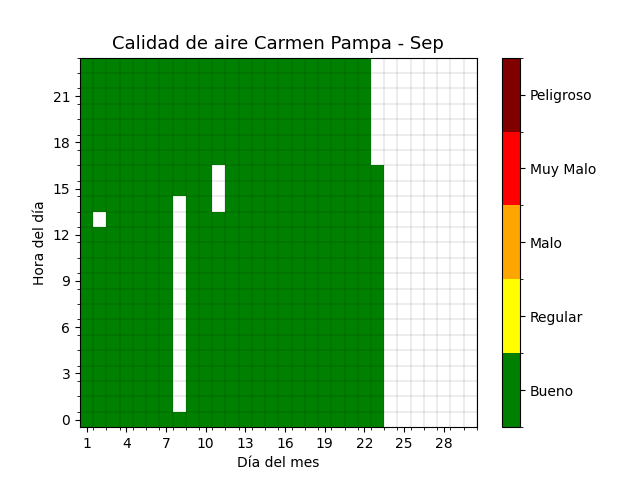 Calidad de aire Carmen Pampa - Sep
Hora del día
21
18
15
12
9
6
3
0
1 4 7 10 13 16 19 22 25 28
Día del mes
Peligroso
Muy Malo
Malo
Regular
Bueno